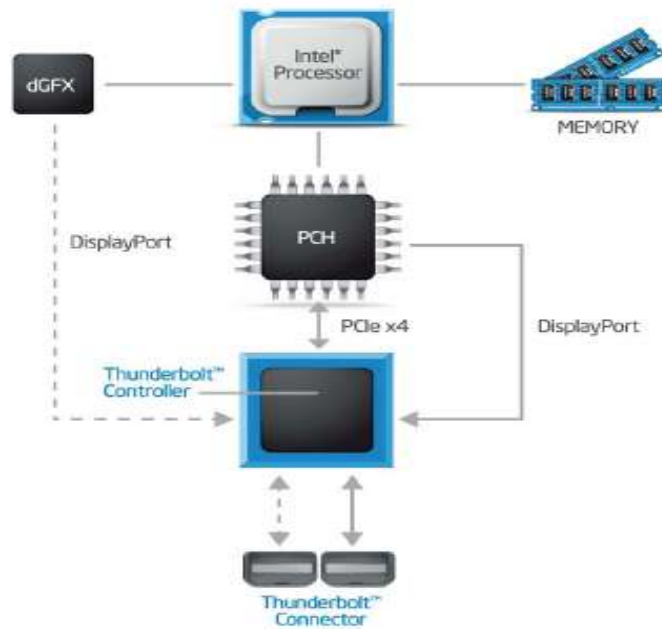 Intel®
Processor
dGFX
MEMORY
PCH
DisplayPort
PCIe x4
DisplayPort
Thunderbolt™
Controller
Thunderbolt™
Connector